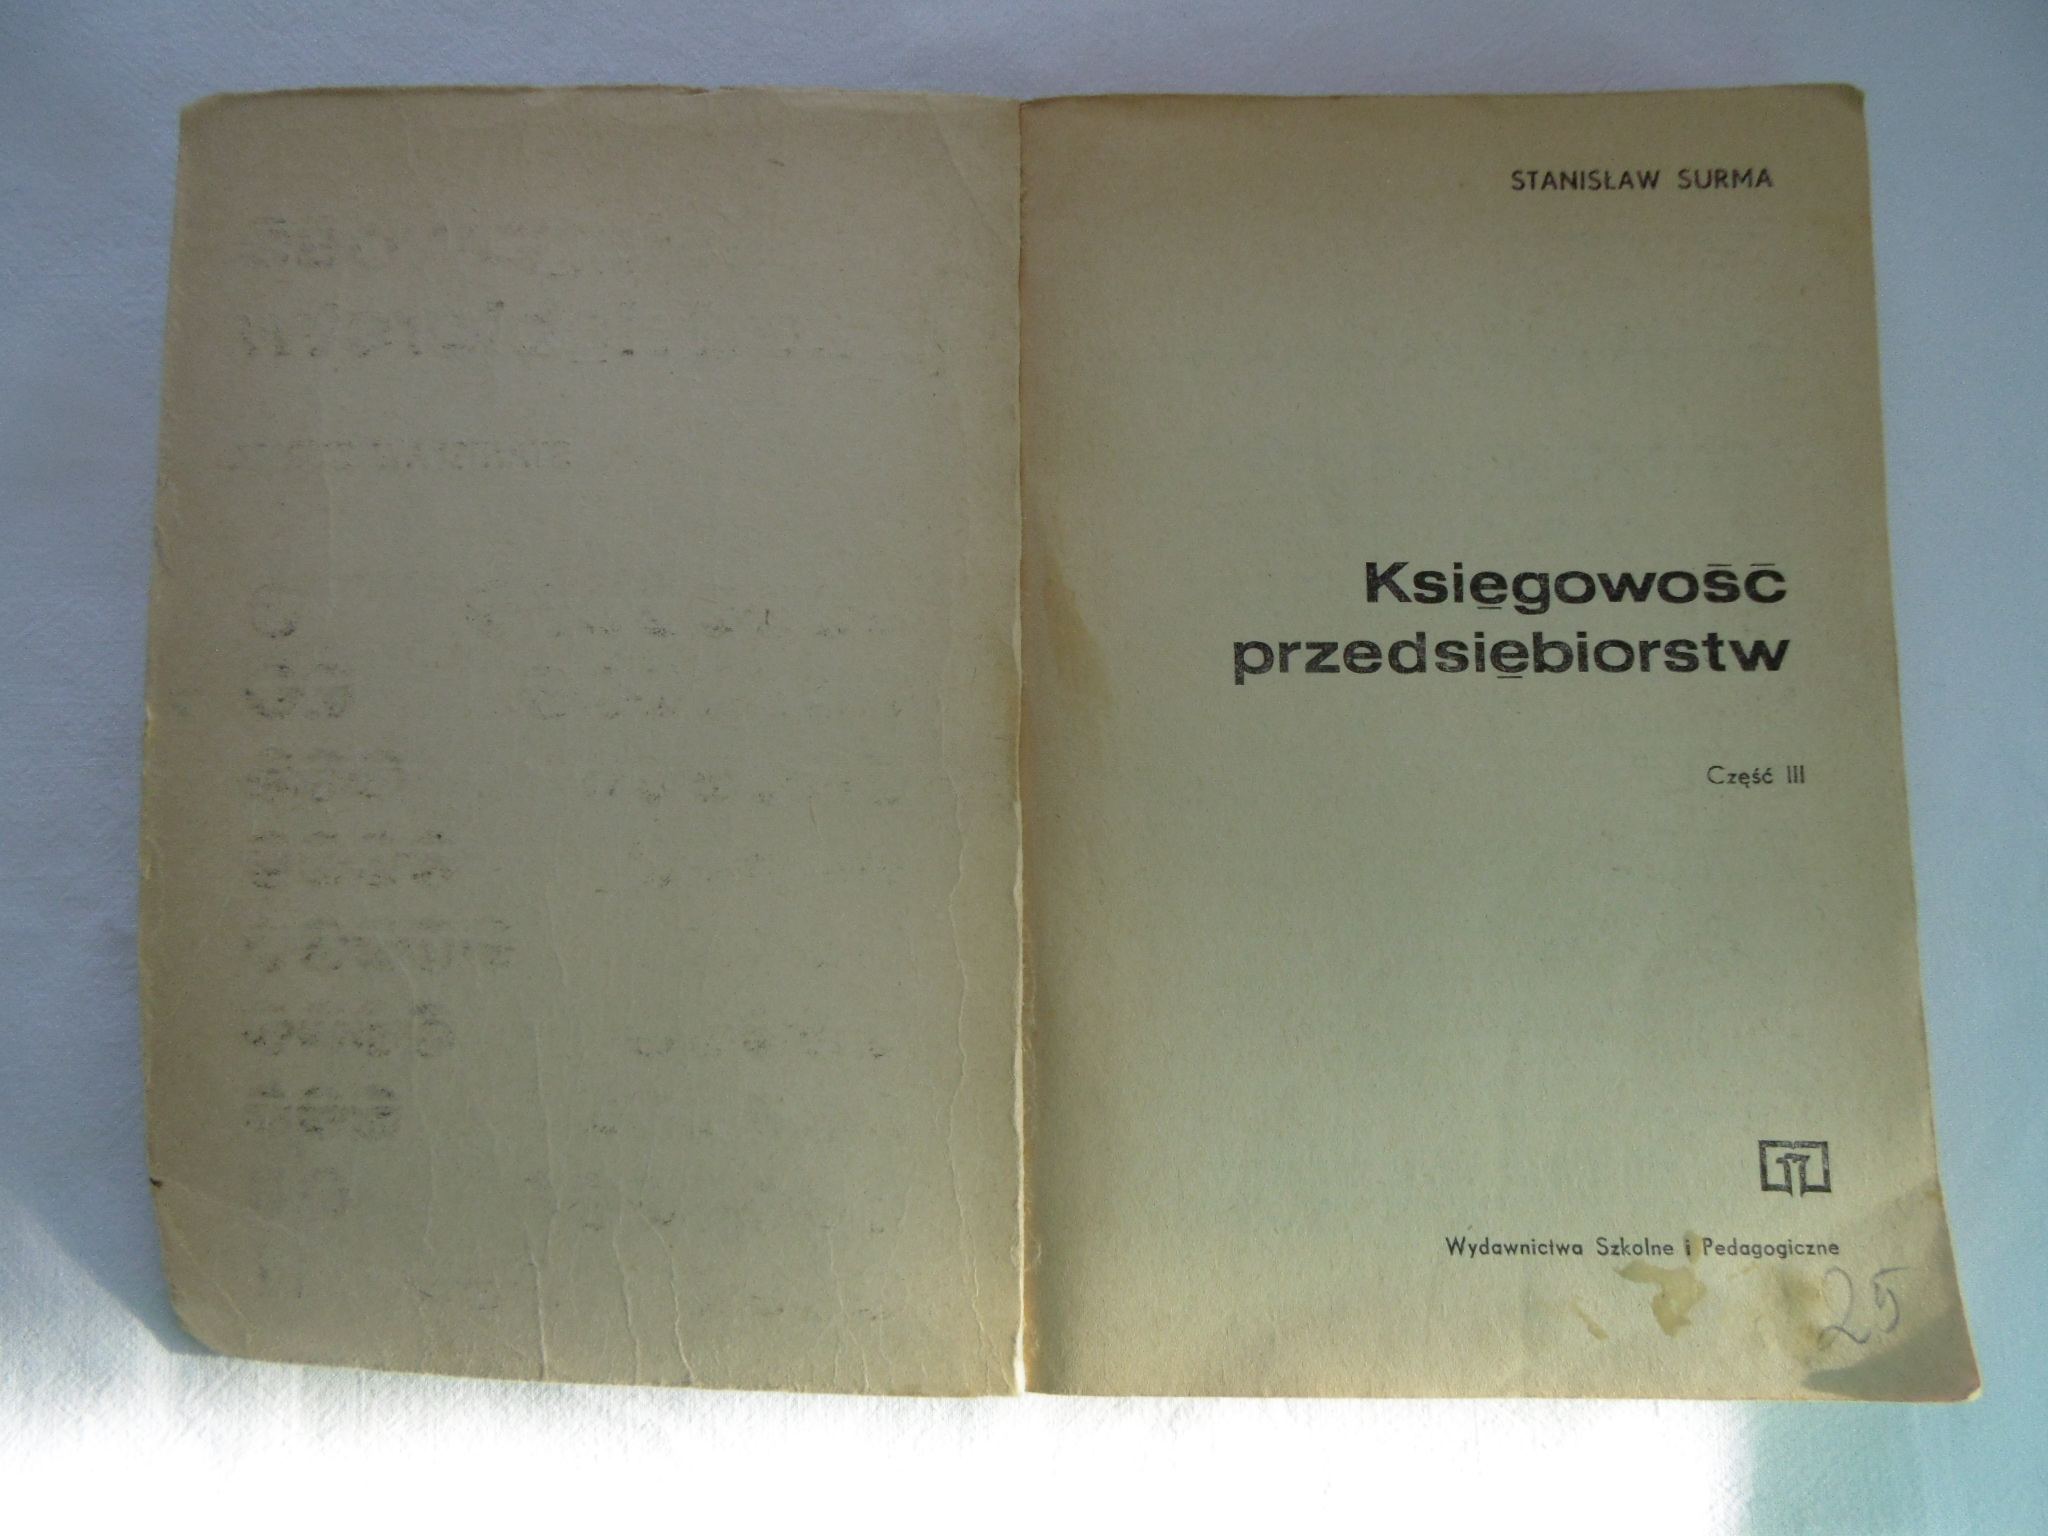 STANISŁAW SURMA
Księgowość
przedsiębiorstw
Część III
Wydawnictwa Szkolne i Pedagogiczne
25